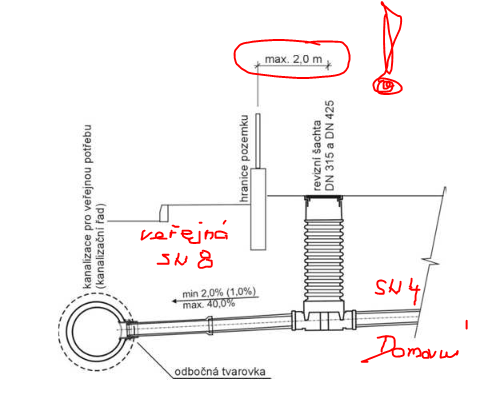 max. 2,0 m
hranice pozemku
revizní šachta
DN 315 a DN 425
kanalizace pro veřejnou potřebu
(kanalizační řad)
veřejná
SN 8
min 2,0% (1,0%)
max. 40,0%
SN 4
Domovní
odbočná tvarovka